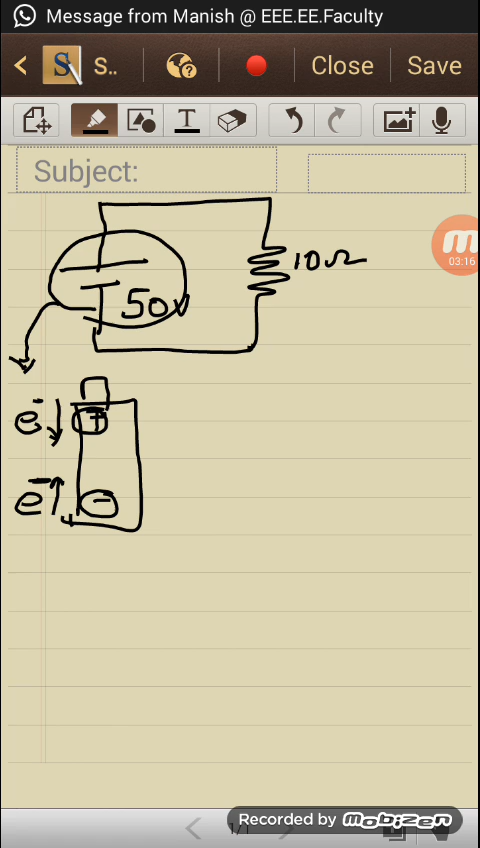 Message from Manish @ EEE.EE.Faculty
S S.. Close Save
T
Subject:
03:16
10Ω
50V
e-
+
e-
-
1/1
Recorded by Mobizen